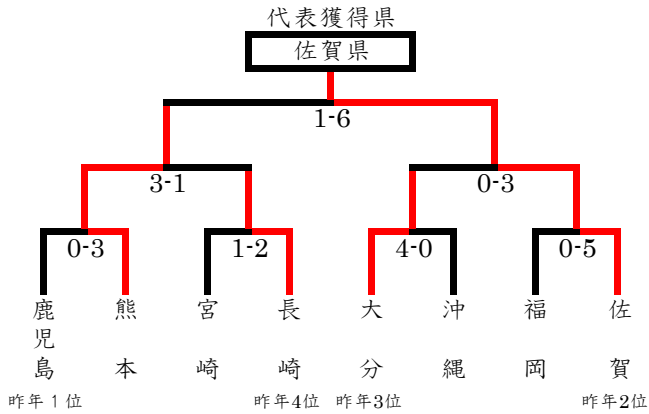 代表獲得県
佐賀県
1-6
3-1
0-3
0-3
1-2
4-0
0-5
鹿児島
熊本
宮崎
長崎
大分
沖縄
福岡
佐賀
昨年1位
昨年4位
昨年3位
昨年2位